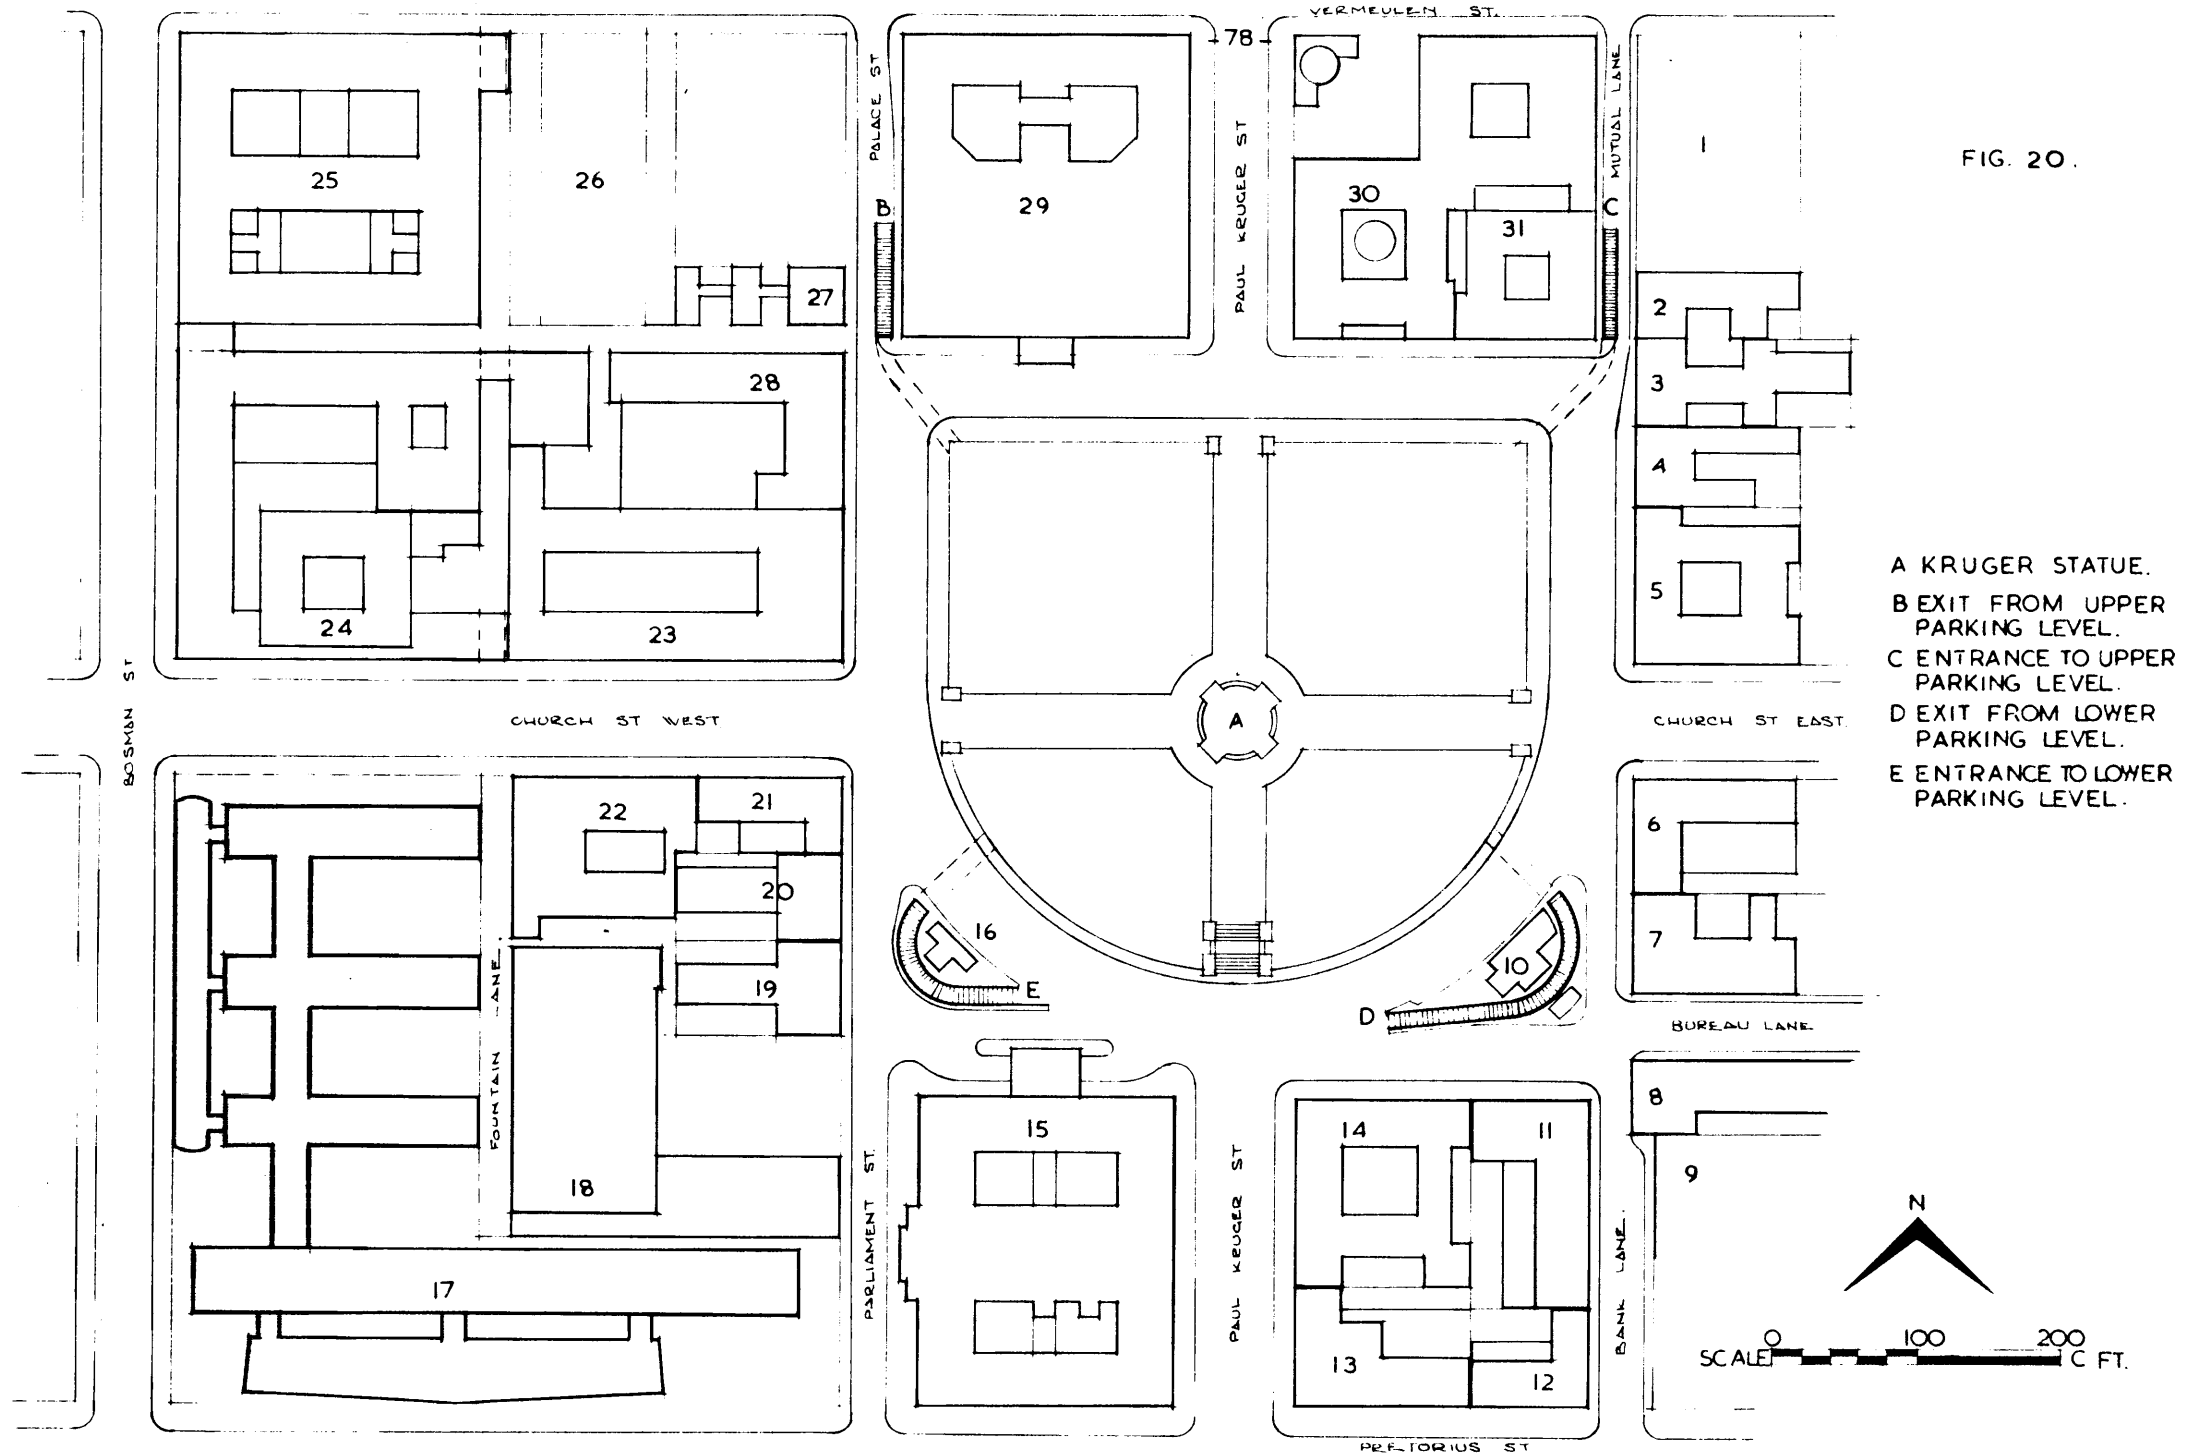 VERMEULEN ST.
78
PALACE ST
PAUL KRUGER ST
MUTUAL LANE
1
FIG. 20.
25
26
27
B
29
30
31
C
2
3
28
4
5
24
23
A KRUGER STATUE.
B EXIT FROM UPPER
PARKING LEVEL.
C ENTRANCE TO UPPER
PARKING LEVEL.
D EXIT FROM LOWER
PARKING LEVEL.
E ENTRANCE TO LOWER
PARKING LEVEL.
BOSMAN ST
CHURCH ST WEST
A
CHURCH ST EAST.
22
21
20
19
16
E
10
D
6
7
BUREAU LANE
FOUNTAIN LANE.
18
17
PARLIAMENT ST.
15
PAUL KRUGER ST
14
11
13
12
BANK LANE.
8
9
N
0 100 200
SCALE C FT.
PRETORIUS ST